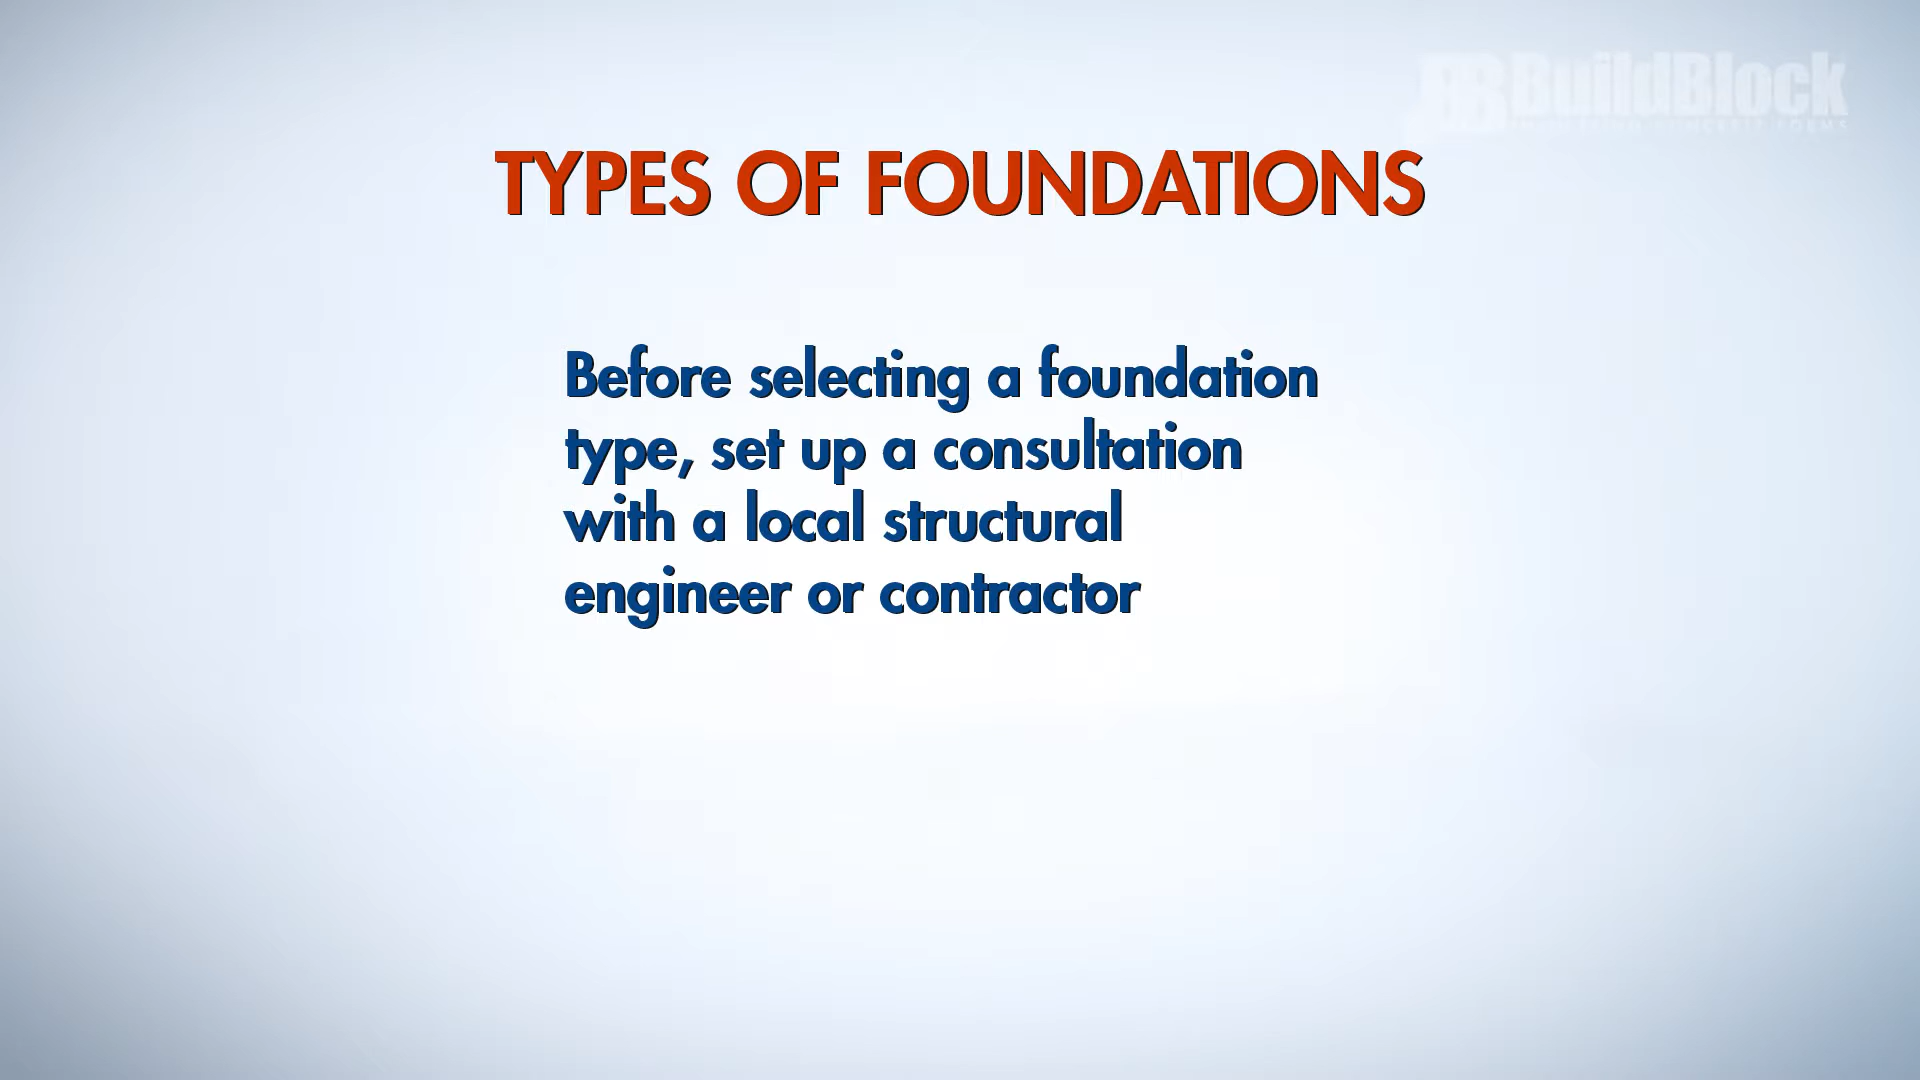 BuildBlock
TYPES OF FOUNDATIONS
Before selecting a foundation
type, set up a consultation
with a local structural
engineer or contractor